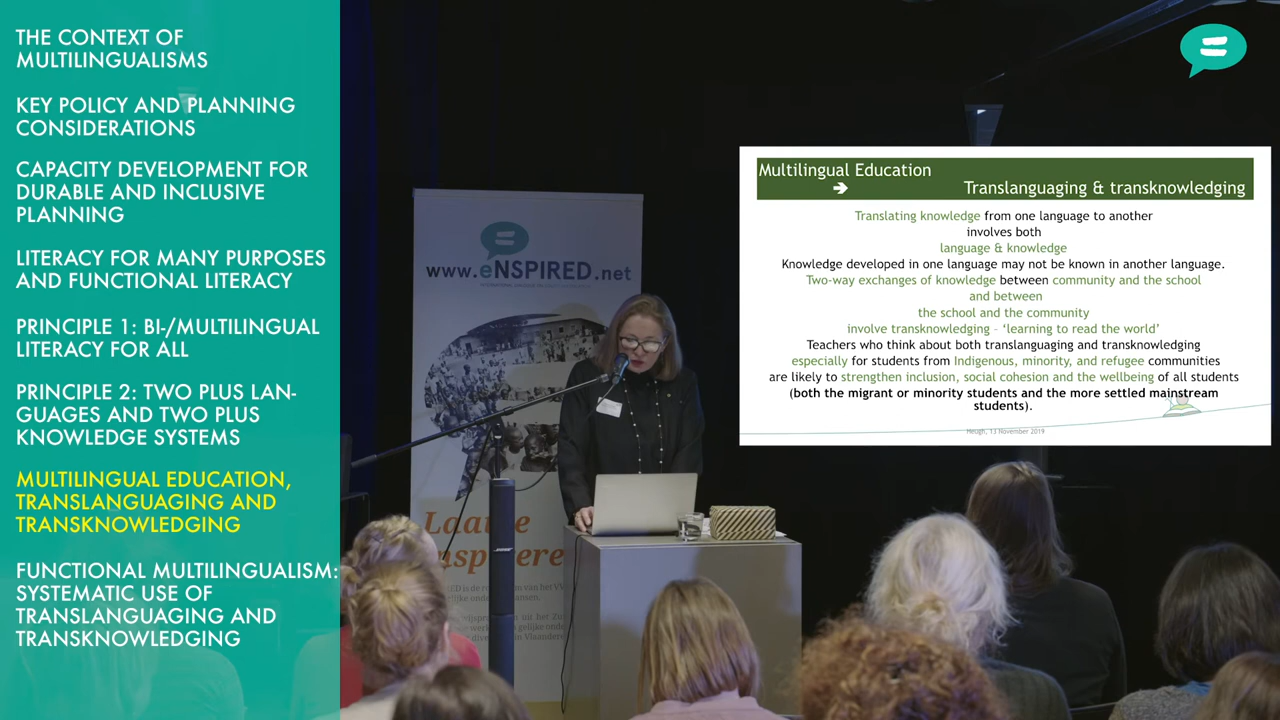 THE CONTEXT OF
MULTILINGUALISMS
KEY POLICY AND PLANNING
CONSIDERATIONS
CAPACITY DEVELOPMENT FOR
DURABLE AND INCLUSIVE
PLANNING
LITERACY FOR MANY PURPOSES
AND FUNCTIONAL LITERACY
PRINCIPLE 1: BI-/MULTILINGUAL
LITERACY FOR ALL
PRINCIPLE 2: TWO PLUS LAN-
GUAGES AND TWO PLUS
KNOWLEDGE SYSTEMS
MULTILINGUAL EDUCATION,
TRANSLANGUAGING AND
TRANSKNOWLEDGING
FUNCTIONAL MULTILINGUALISM:
SYSTEMATIC USE OF
TRANSLANGUAGING AND
TRANSKNOWLEDGING
www.eNSPIRED.net
Multilingual Education
➔ Translanguaging & transknowledging
Translating knowledge from one language to another
involves both
language & knowledge
Knowledge developed in one language may not be known in another language.
Two-way exchanges of knowledge between community and the school
and between
the school and the community
involve transknowledging – ‘learning to read the world’
Teachers who think about both translanguaging and transknowledging
especially for students from Indigenous, minority, and refugee communities
are likely to strengthen inclusion, social cohesion and the wellbeing of all students
(both the migrant or minority students and the more settled mainstream
students).
Heugh, 13 November 2019